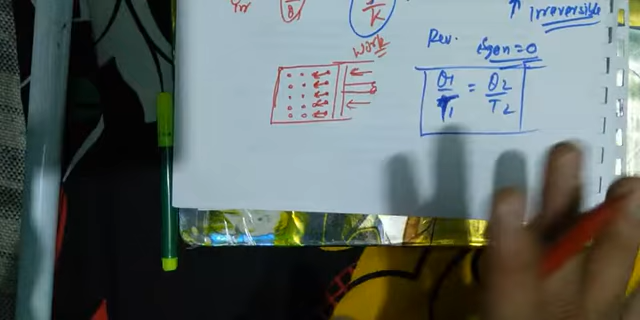 Irreversible
K
Work
Rev.
Sgen = 0
Q1/T1 = Q2/T2